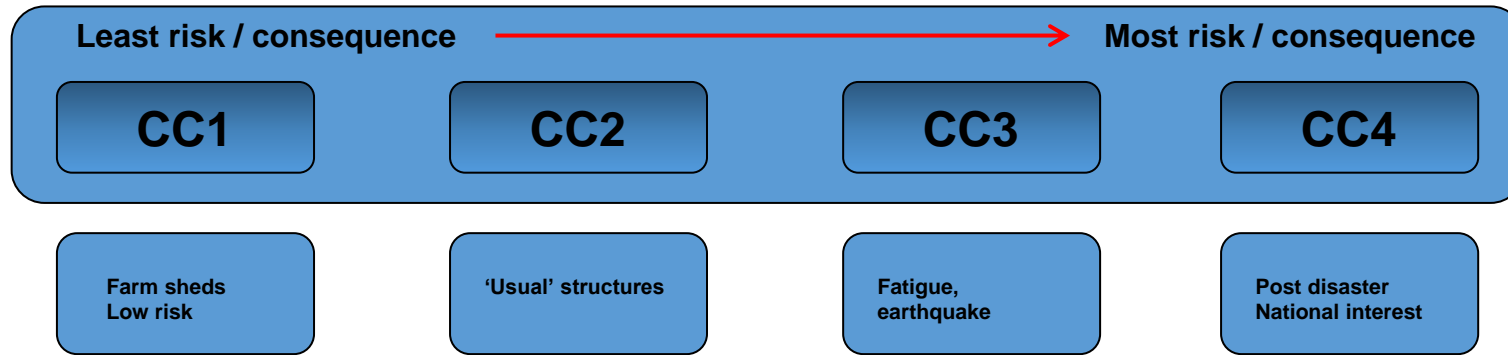 Least risk / consequence Most risk / consequence
CC1 CC2 CC3 CC4
Farm sheds
Low risk
‘Usual’ structures
Fatigue,
earthquake
Post disaster
National interest